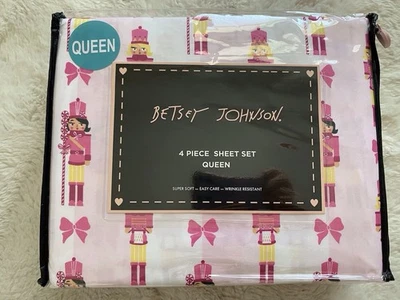 QUEEN
BETSEY JOHNSON.
4 PIECE SHEET SET
QUEEN
SUPER SOFT – EASY CARE – WRINKLE RESISTANT